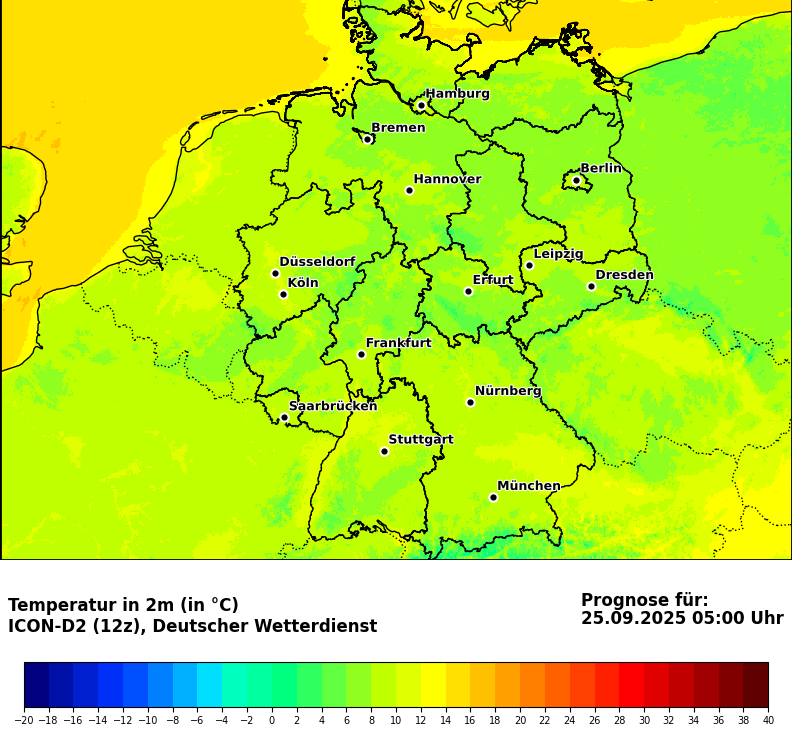 Hamburg
Bremen
Berlin
Hannover
Leipzig
Düsseldorf
Dresden
Köln
Erfurt
Frankfurt
Nürnberg
Saarbrücken
Stuttgart
München
Temperatur in 2m (in °C)
ICON-D2 (12z), Deutscher Wetterdienst
Prognose für:
25.09.2025 05:00 Uhr
−20 −18 −16 −14 −12 −10 −8 −6 −4 −2 0 2 4 6 8 10 12 14 16 18 20 22 24 26 28 30 32 34 36 38 40